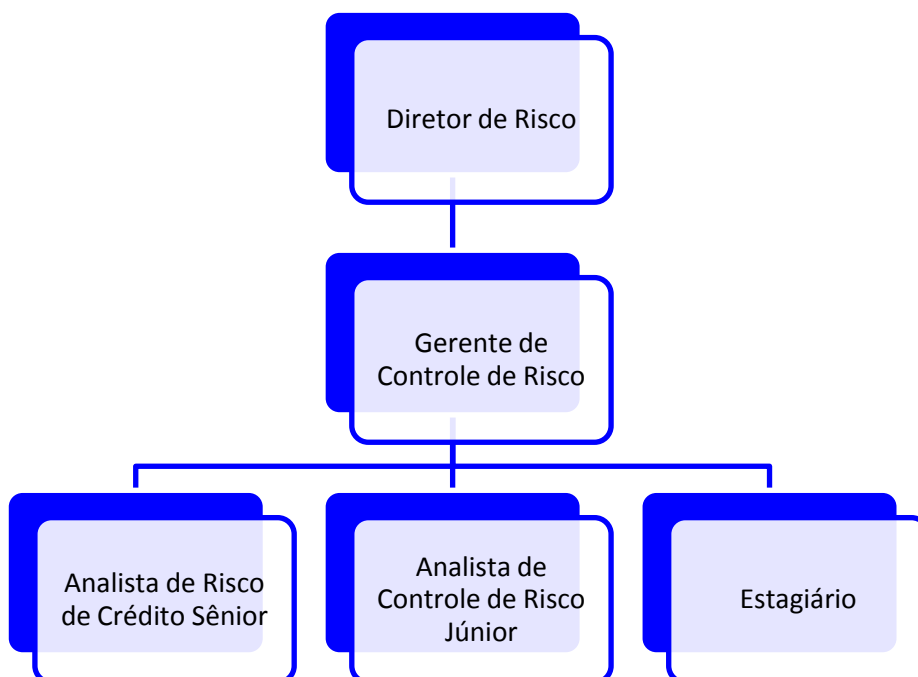 Diretor de Risco
Gerente de
Controle de Risco
Analista de Risco
de Crédito Sênior
Analista de
Controle de Risco
Júnior
Estagiário